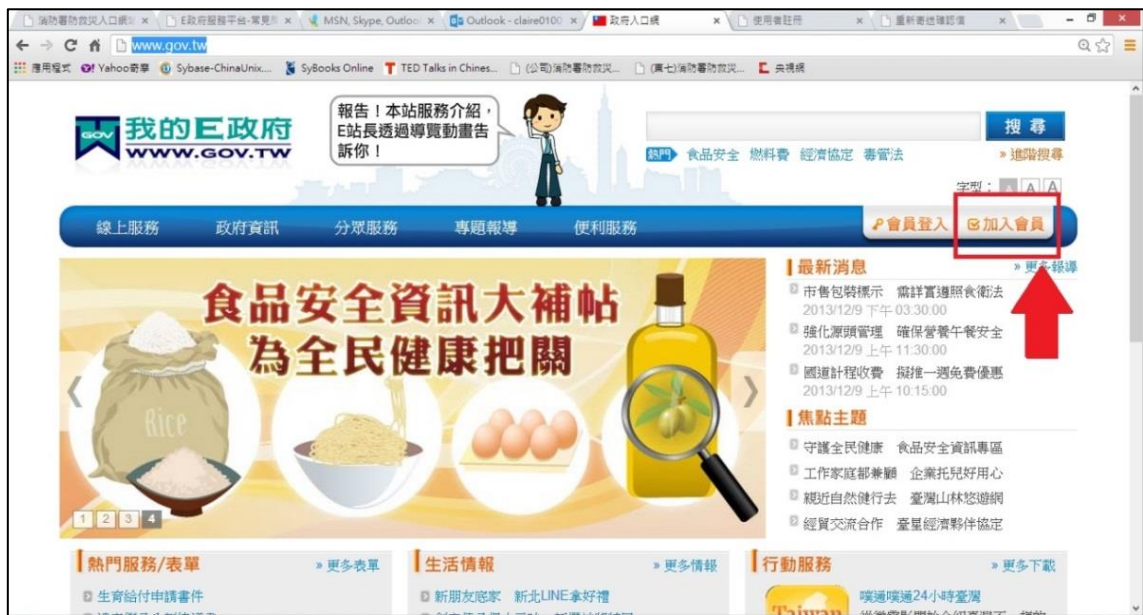 消防署防救災人口網
E政府服務平台-常見
MSN, Skype, Outloo
Outlook - claire0100
政府入口網
使用者註冊
重新寄送確認信
www.gov.tw
應用程式
Yahoo奇摩
Sybase-ChinaUnix....
SyBooks Online
TED Talks in Chines...
(公司)消防署防救災...
(真七)消防署防救災...
央視網
GOV
我的E政府
WWW.GOV.TW
報告！本站服務介紹，
E站長透過導覽動畫告
訴你！
搜尋
熱門 食品安全 燃料費 經濟協定 毒管法
» 進階搜尋
字型： A A A
線上服務 政府資訊 分眾服務 專題報導 便利服務
會員登入 加入會員
食品安全資訊大補帖
為全民健康把關
Rice
1 2 3 4
最新消息
» 更多報導
市售包裝標示 需詳實遵照食衛法
2013/12/9 下午 03:30:00
強化源頭管理 確保營養午餐安全
2013/12/9 上午 11:30:00
國道計程收費 擬推一週免費優惠
2013/12/9 上午 10:15:00
焦點主題
守護全民健康 食品安全資訊專區
工作家庭都兼顧 企業托兒好用心
親近自然健行去 臺灣山林悠遊網
經貿交流合作 臺星經濟夥伴協定
熱門服務/表單
» 更多表單
生育給付申請書件
生活情報
» 更多情報
新朋友厎家 新北LINE拿好禮
行動服務
» 更多下載
噗通噗通24小時臺灣
Taiwan